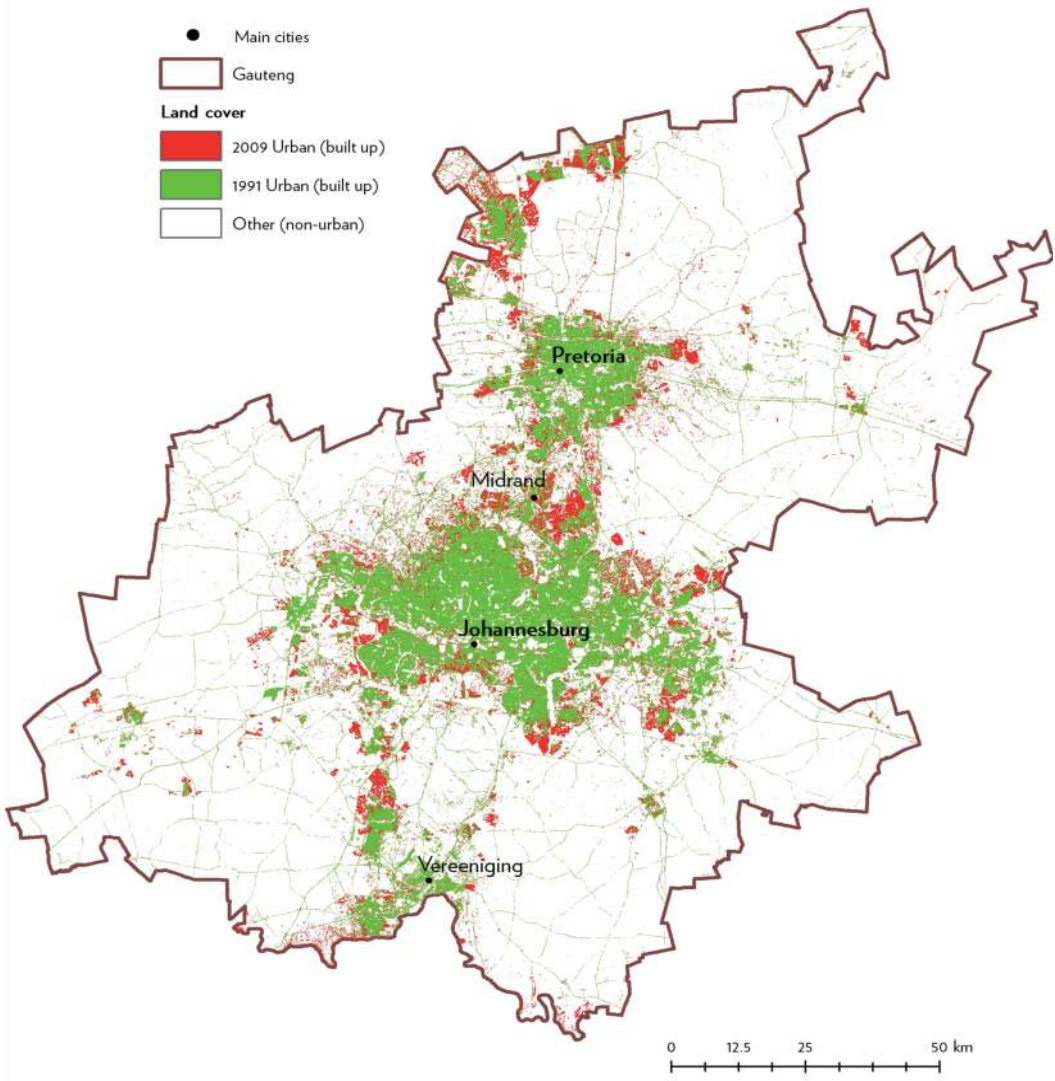 Main cities
Gauteng
Land cover
2009 Urban (built up)
1991 Urban (built up)
Other (non-urban)
Pretoria
Midrand
Johannesburg
Vereeniging
0 12.5 25 50 km